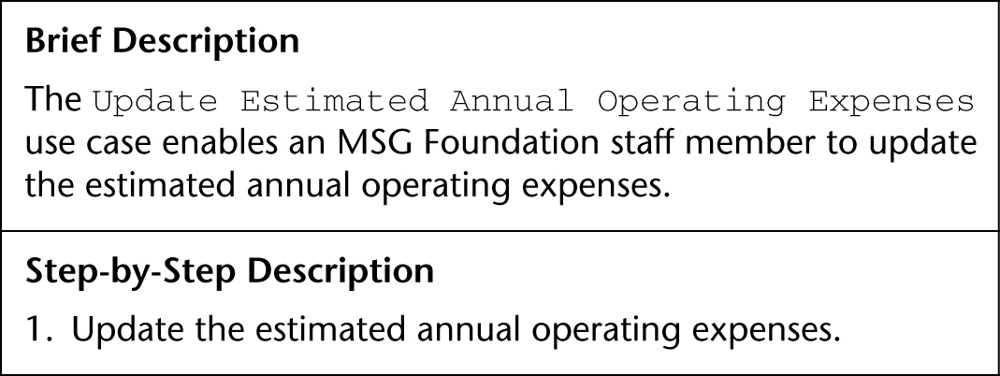 Brief Description
The Update Estimated Annual Operating Expenses
use case enables an MSG Foundation staff member to update
the estimated annual operating expenses.
Step-by-Step Description
1. Update the estimated annual operating expenses.